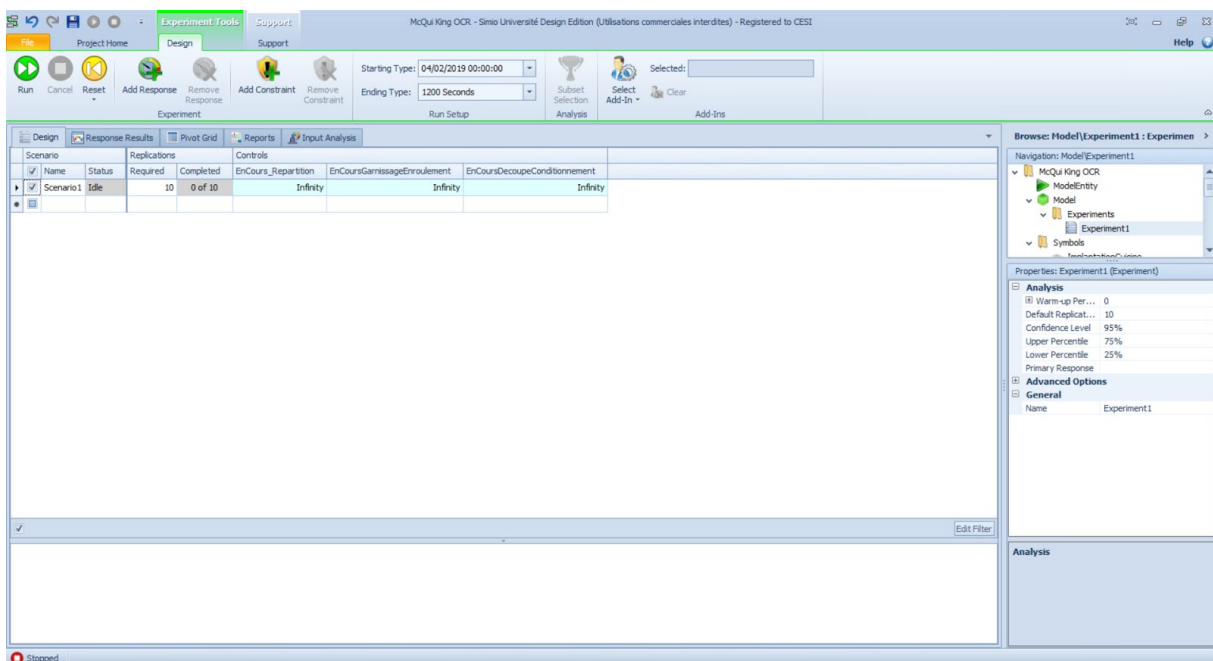 Experiment Tools Support McQui King OCR - Simio Université Design Edition (Utilisations commerciales interdites) - Registered to CESI
File Project Home Design Support Help
Run Cancel Reset Add Response Remove Response Add Constraint Remove Constraint Starting Type: 04/02/2019 00:00:00 Subset Selection Select Add-In Selected:
Ending Type: 1200 Seconds Clear
Experiment Run Setup Analysis Add-Ins
Design Response Results Pivot Grid Reports Input Analysis
Scenario Replications Controls
Name Status Required Completed EnCours_Repartition EnCoursGarnissageEnroulement EnCoursDecoupeConditionnement
Scenario1 Idle 10 0 of 10 Infinity Infinity Infinity
Edit Filter
Browse: Model\Experiment1 : Experimen
Navigation: Model\Experiment1
McQui King OCR
ModelEntity
Model
Experiments
Experiment1
Symbols
ImplantationCuisine
Properties: Experiment1 (Experiment)
Analysis
Warm-up Per... 0
Default Replicat... 10
Confidence Level 95%
Upper Percentile 75%
Lower Percentile 25%
Primary Response
Advanced Options
General
Name Experiment1
Analysis
Stopped